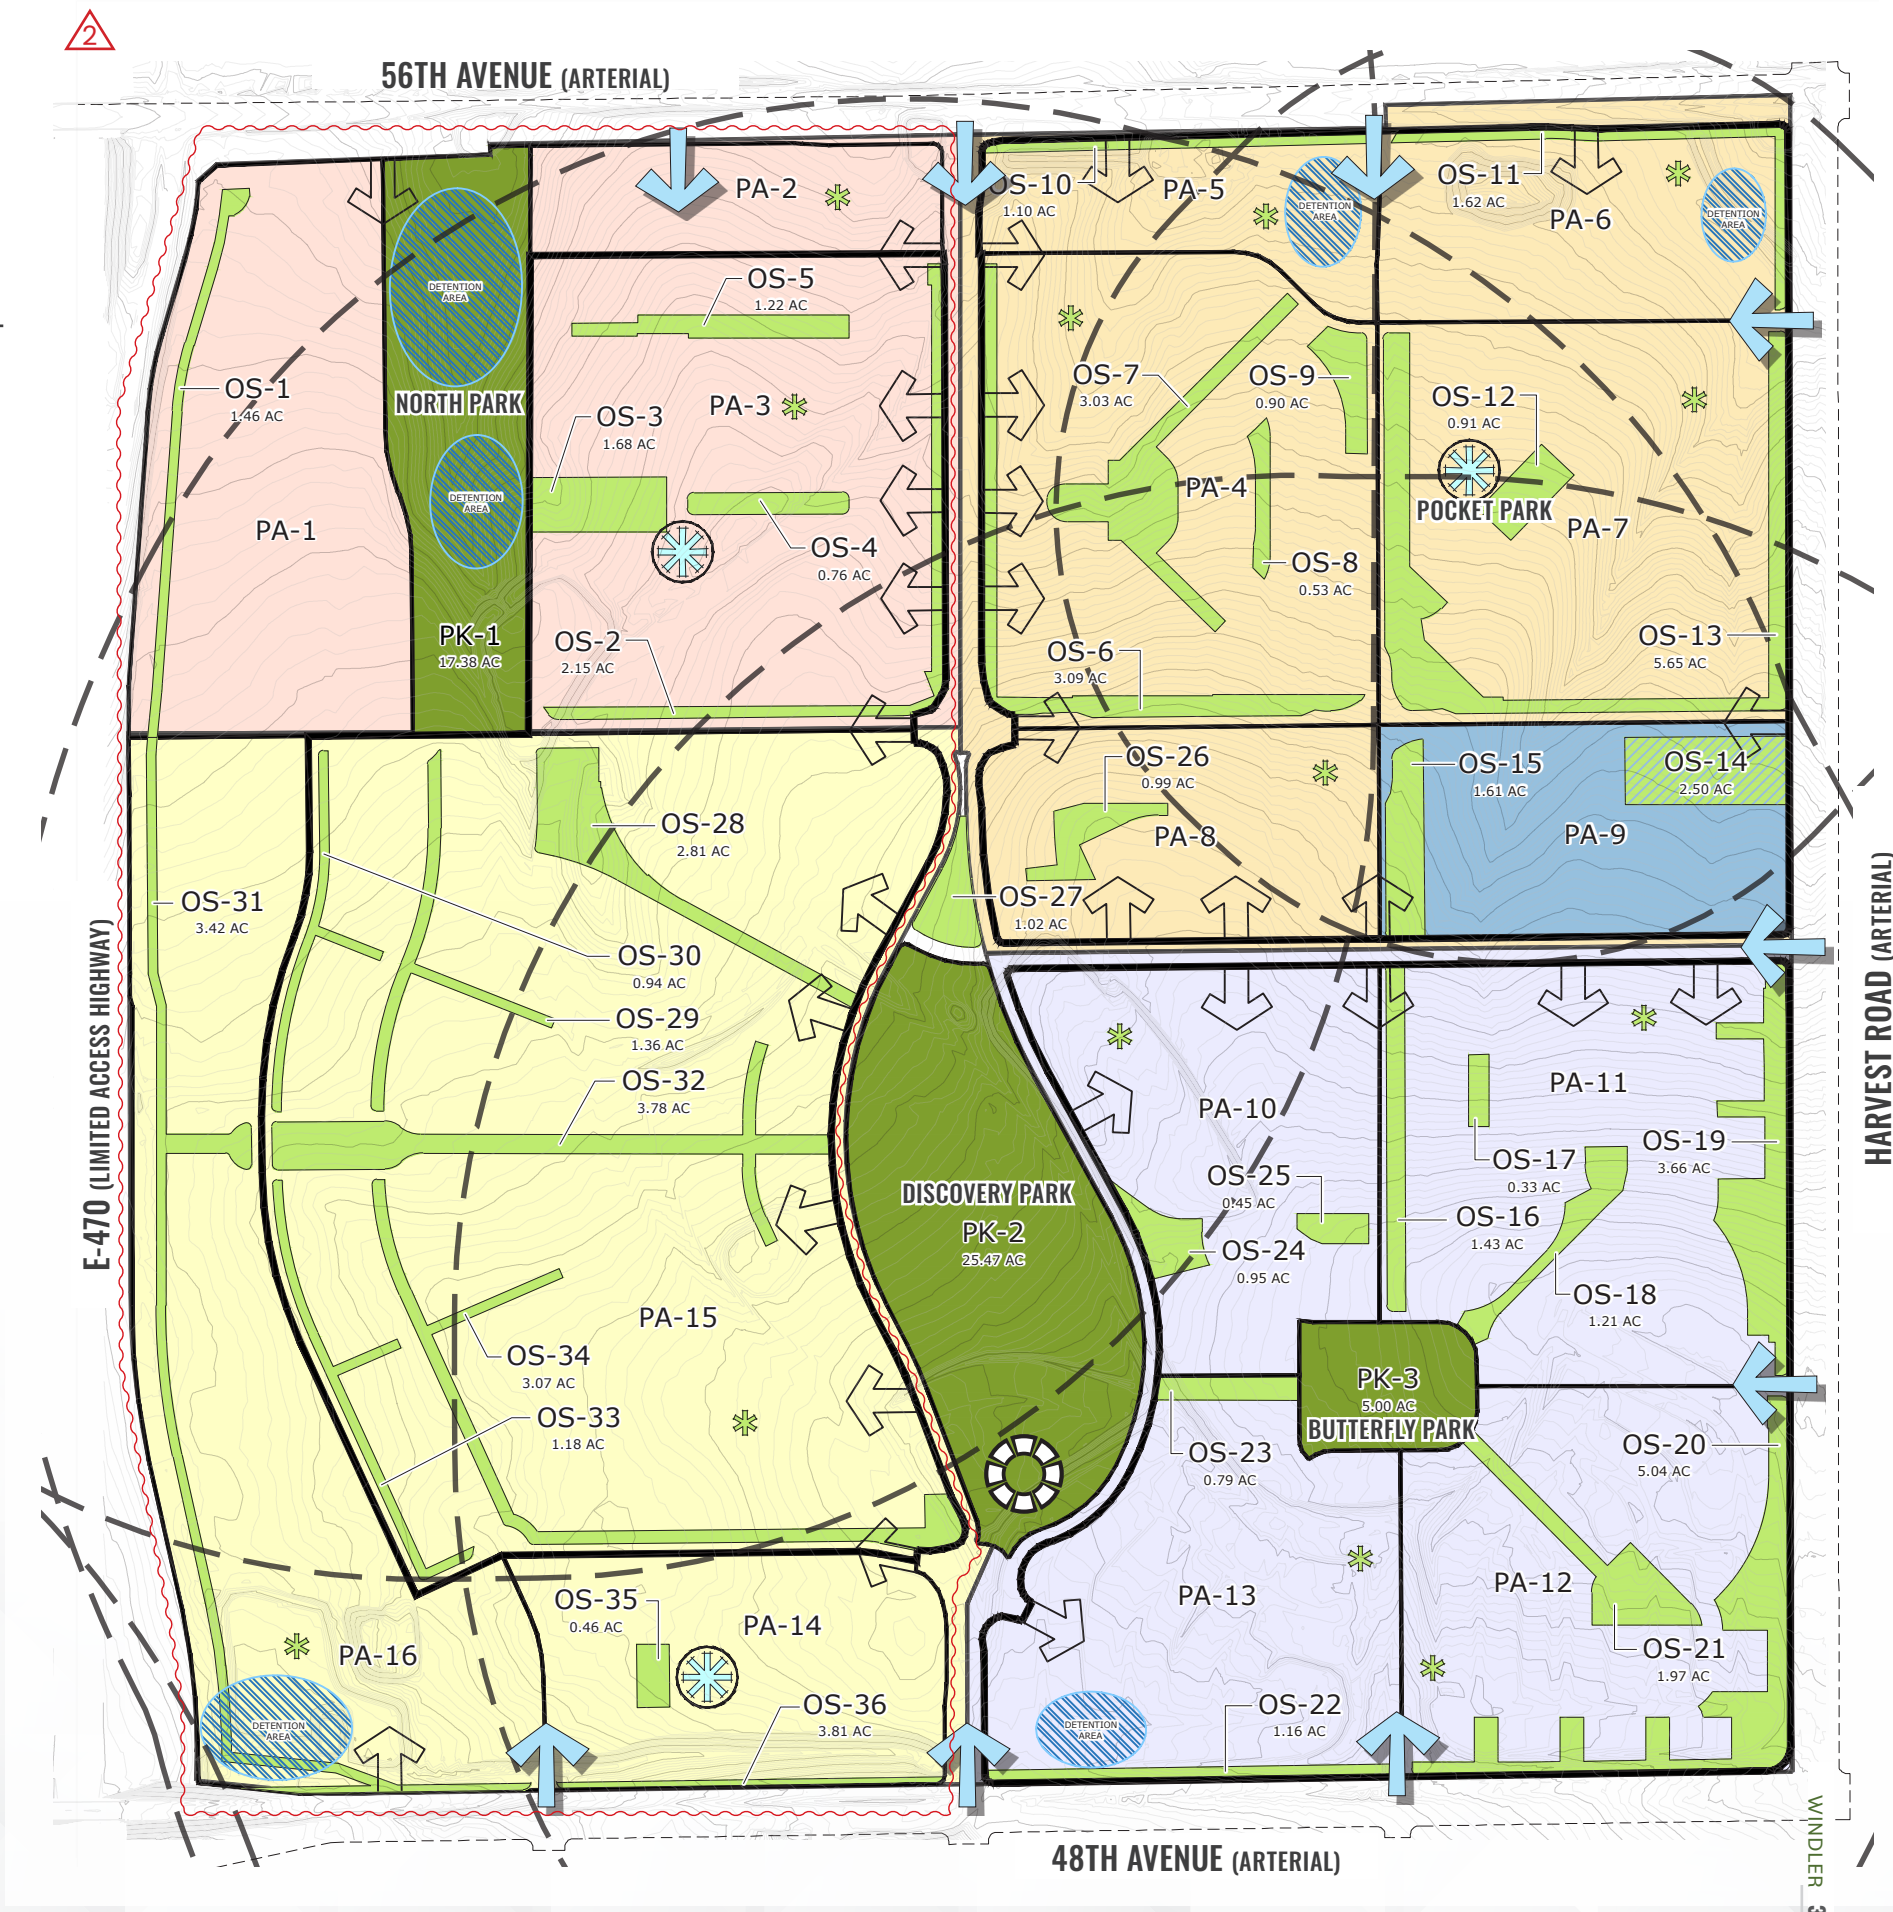 2
56TH AVENUE (ARTERIAL)
PA-2
OS-10
1.10 AC
PA-5
DETENTION
AREA
OS-11
1.62 AC
PA-6
DETENTION
AREA
DETENTION
AREA
OS-5
1.22 AC
OS-1
1.46 AC
NORTH PARK
OS-3
1.68 AC
PA-3
OS-7
3.03 AC
OS-9
0.90 AC
OS-12
0.91 AC
DETENTION
AREA
PA-4
POCKET PARK
PA-7
PA-1
OS-4
0.76 AC
OS-8
0.53 AC
PK-1
17.38 AC
OS-2
2.15 AC
OS-6
3.09 AC
OS-13
5.65 AC
OS-28
2.81 AC
OS-26
0.99 AC
PA-8
OS-15
1.61 AC
OS-14
2.50 AC
PA-9
OS-31
3.42 AC
OS-27
1.02 AC
OS-30
0.94 AC
OS-29
1.36 AC
OS-32
3.78 AC
E-470 (LIMITED ACCESS HIGHWAY)
HARVEST ROAD (ARTERIAL)
PA-10
PA-11
OS-17
0.33 AC
OS-19
3.66 AC
DISCOVERY PARK
PK-2
25.47 AC
OS-25
0.45 AC
OS-24
0.95 AC
OS-16
1.43 AC
OS-18
1.21 AC
PA-15
OS-34
3.07 AC
OS-33
1.18 AC
PK-3
5.00 AC
BUTTERFLY PARK
OS-23
0.79 AC
OS-20
5.04 AC
PA-13
PA-12
OS-35
0.46 AC
PA-14
PA-16
OS-21
1.97 AC
DETENTION
AREA
OS-36
3.81 AC
DETENTION
AREA
OS-22
1.16 AC
48TH AVENUE (ARTERIAL)
WINDLER